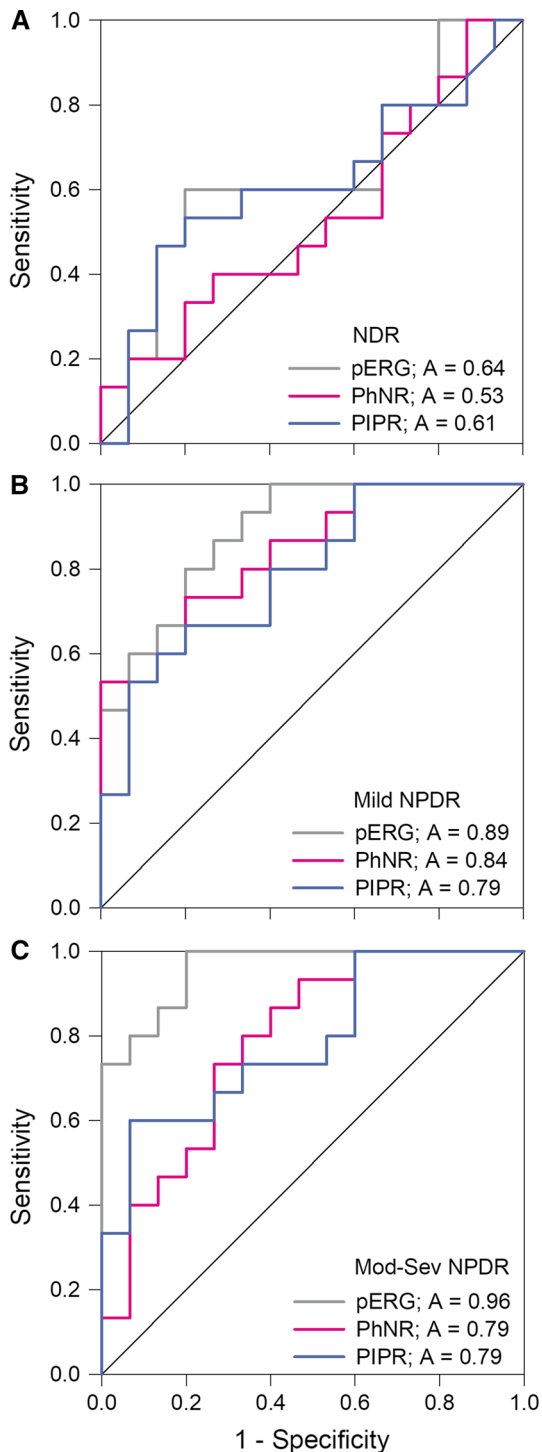 A
1.0
0.8
0.6
0.4
0.2
0.0
Sensitivity
NDR
pERG; A = 0.64
PhNR; A = 0.53
PIPR; A = 0.61
B
1.0
0.8
0.6
0.4
0.2
0.0
Sensitivity
Mild NPDR
pERG; A = 0.89
PhNR; A = 0.84
PIPR; A = 0.79
C
1.0
0.8
0.6
0.4
0.2
0.0
Sensitivity
Mod-Sev NPDR
pERG; A = 0.96
PhNR; A = 0.79
PIPR; A = 0.79
0.0 0.2 0.4 0.6 0.8 1.0
1 - Specificity